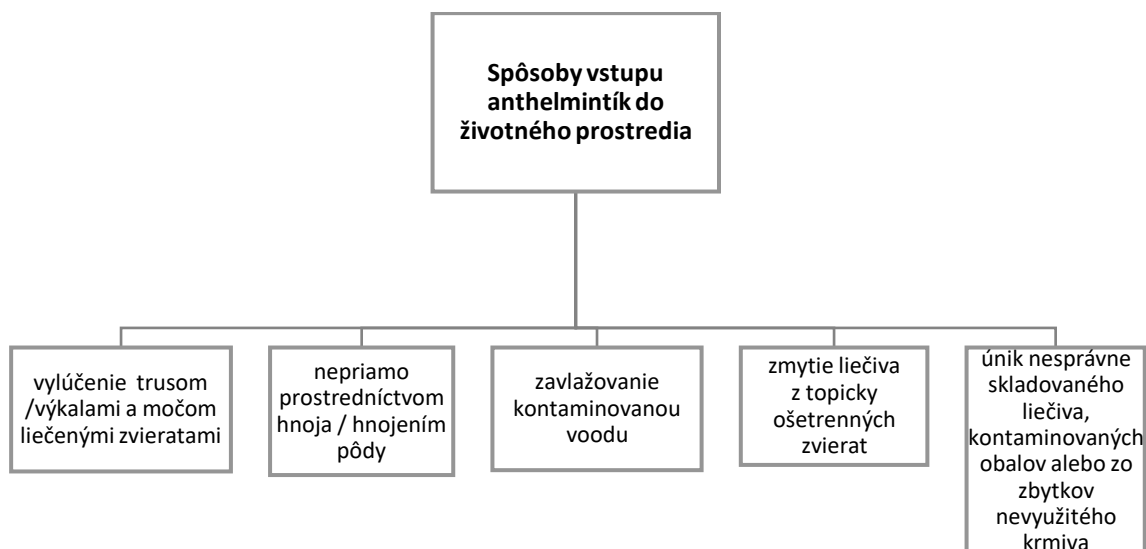 Spôsoby vstupu
anthelmintík do
životného prostredia
vylúčenie trusom
/výkalami a močom
liečenými zvieratami
nepriamo
prostredníctvom
hnoja / hnojením
pôdy
zavlažovanie
kontaminovanou
voodu
zmytie liečiva
z topicky
ošetrenných
zvierat
únik nesprávne
skladovaného
liečiva,
kontaminovaných
obalov alebo zo
zbytkov
nevyužitého
krmiva